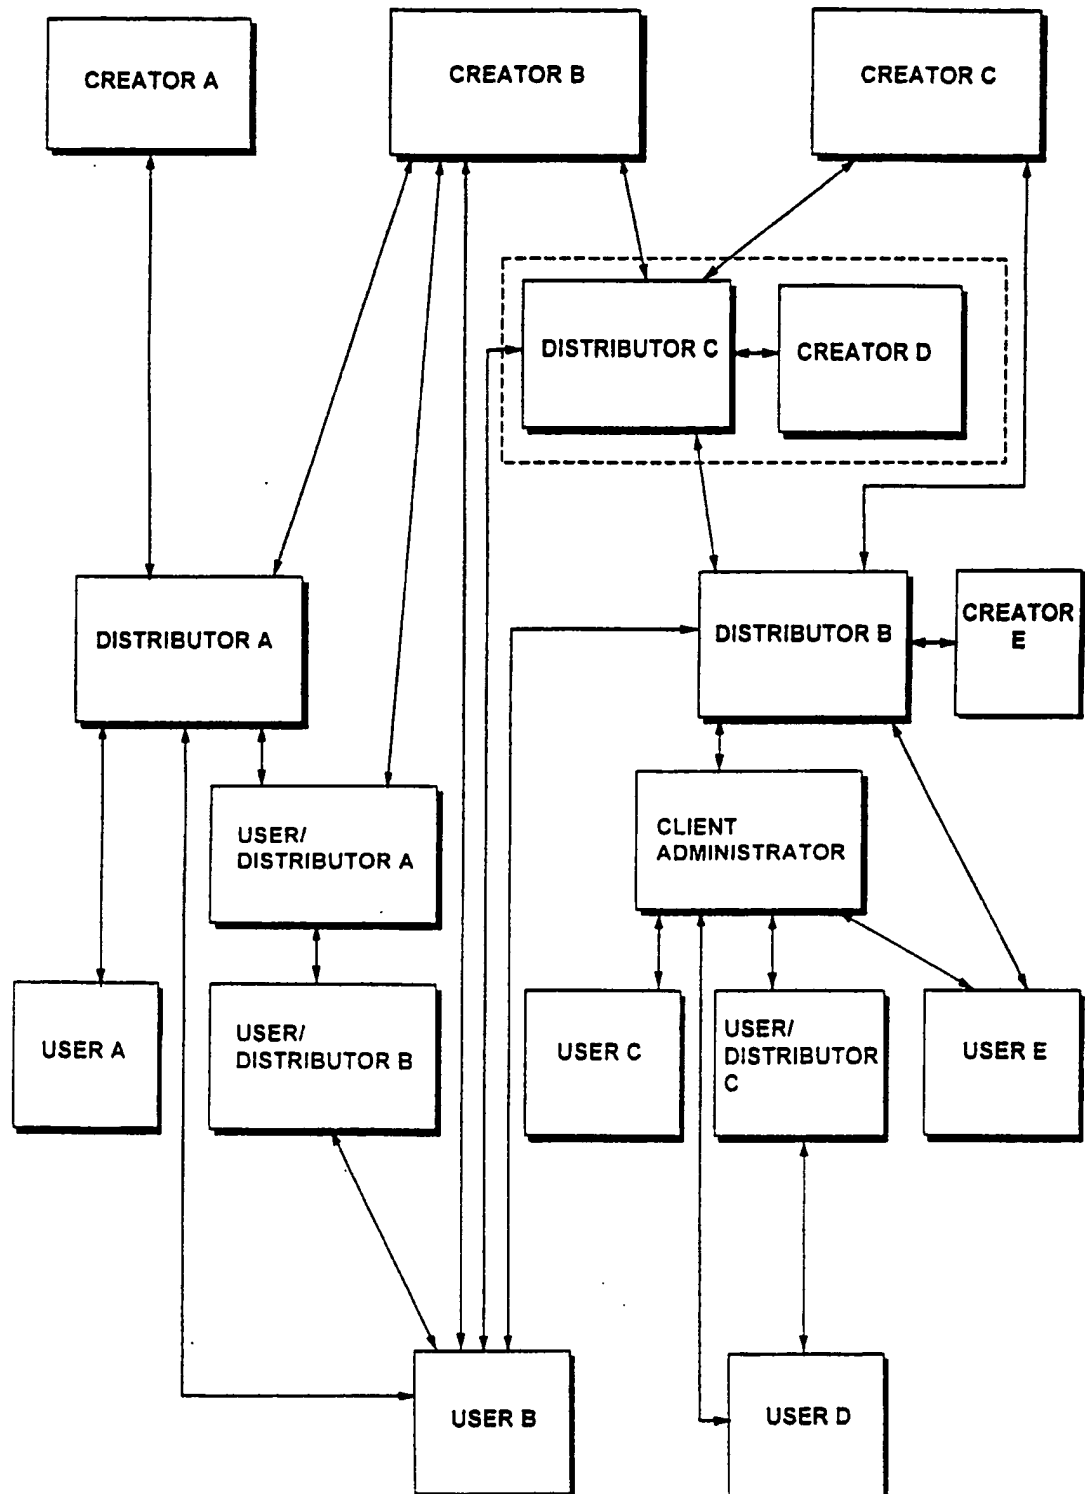 CREATOR A
CREATOR B
CREATOR C
DISTRIBUTOR C
CREATOR D
DISTRIBUTOR A
DISTRIBUTOR B
CREATOR
E
USER/
DISTRIBUTOR A
CLIENT
ADMINISTRATOR
USER A
USER/
DISTRIBUTOR B
USER C
USER/
DISTRIBUTOR
C
USER E
USER B
USER D